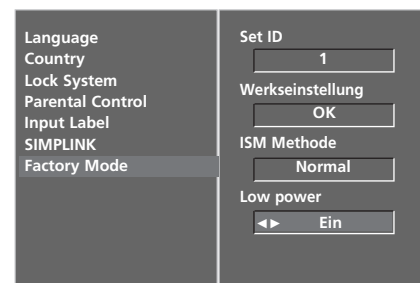 Language
Country
Lock System
Parental Control
Input Label
SIMPLINK
Factory Mode
Set ID
1
Werkseinstellung
OK
ISM Methode
Normal
Low power
◄► Ein